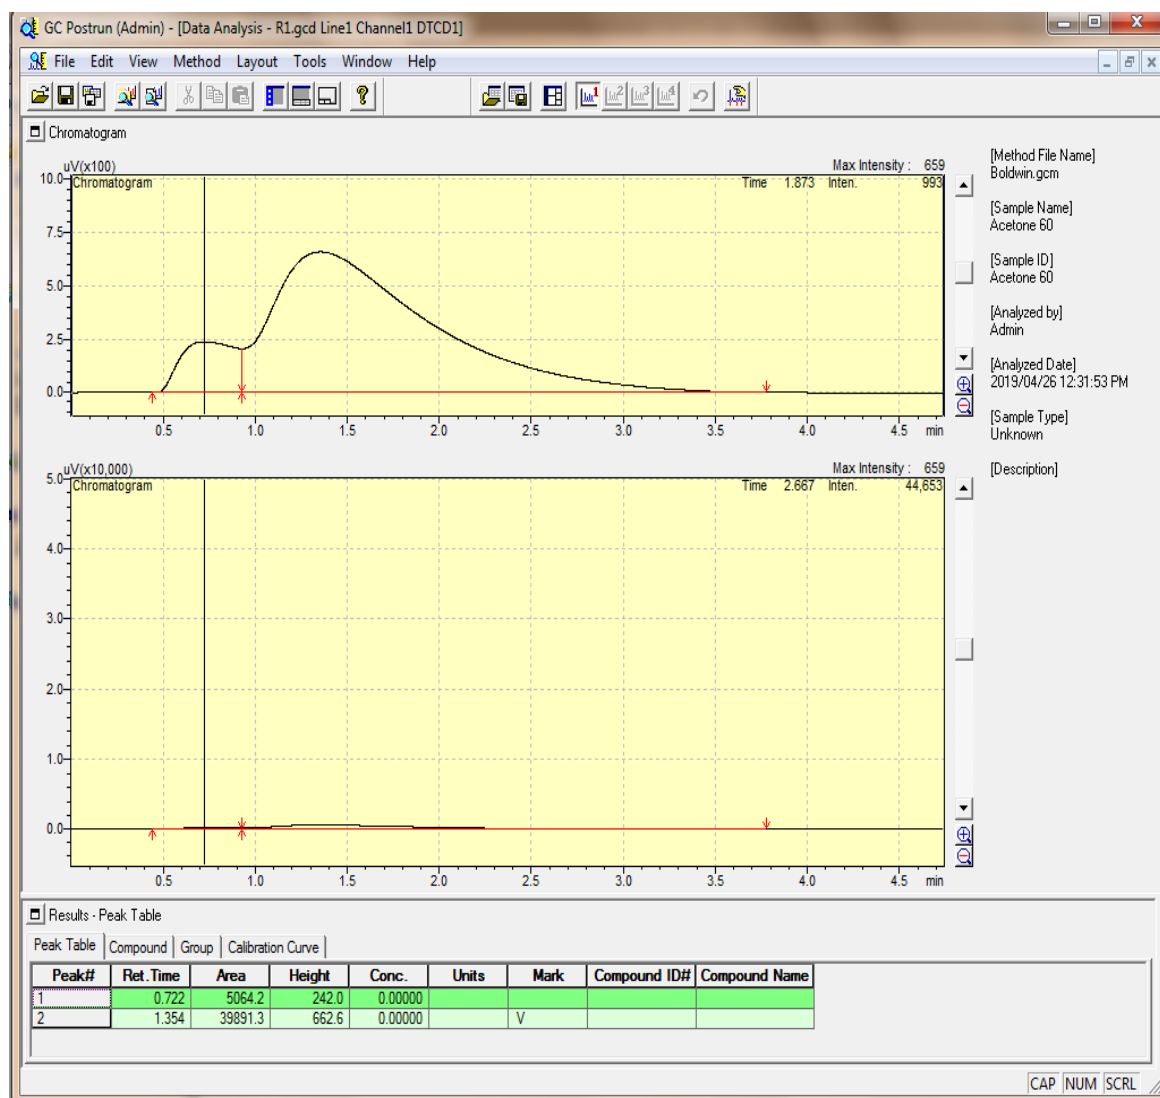 GC Postrun (Admin) - [Data Analysis - R1.gcd Line1 Channel1 DTCD1]
File Edit View Method Layout Tools Window Help
Chromatogram
uV(x100) Max Intensity : 659
10.0 Chromatogram Time 1.873 Inten. 993
7.5
5.0
2.5
0.0
0.5 1.0 1.5 2.0 2.5 3.0 3.5 4.0 4.5 min
uV(x10,000) Max Intensity : 659
5.0 Chromatogram Time 2.667 Inten. 44,653
4.0
3.0
2.0
1.0
0.0
0.5 1.0 1.5 2.0 2.5 3.0 3.5 4.0 4.5 min
[Method File Name]
Boldwin.gcm
[Sample Name]
Acetone 60
[Sample ID]
Acetone 60
[Analyzed by]
Admin
[Analyzed Date]
2019/04/26 12:31:53 PM
[Sample Type]
Unknown
[Description]
Results - Peak Table
Peak Table Compound Group Calibration Curve
Peak# Ret.Time Area Height Conc. Units Mark Compound ID# Compound Name
1 0.722 5064.2 242.0 0.00000
2 1.354 39891.3 662.6 0.00000 V
CAP NUM SCRL